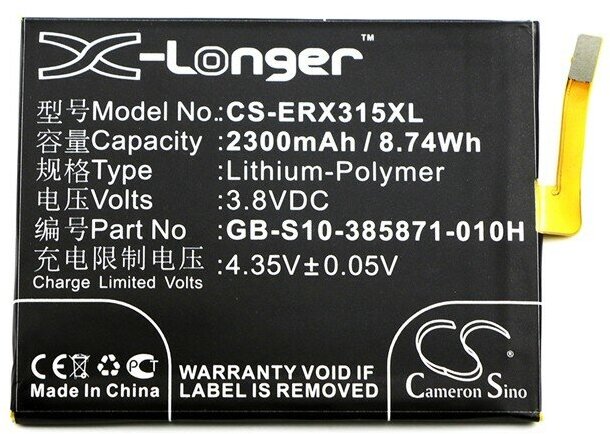 X-Longer™
型号Model No.:CS-ERX315XL
容量Capacity:2300mAh / 8.74Wh
规格Type:Lithium-Polymer
电压Volts:3.8VDC
编号Part No:GB-S10-385871-010H
充电限制电压:4.35V±0.05V
Charge Limited Volts
CE
Made In China
WARRANTY VOID IF
LABEL IS REMOVED
CS
Cameron Sino